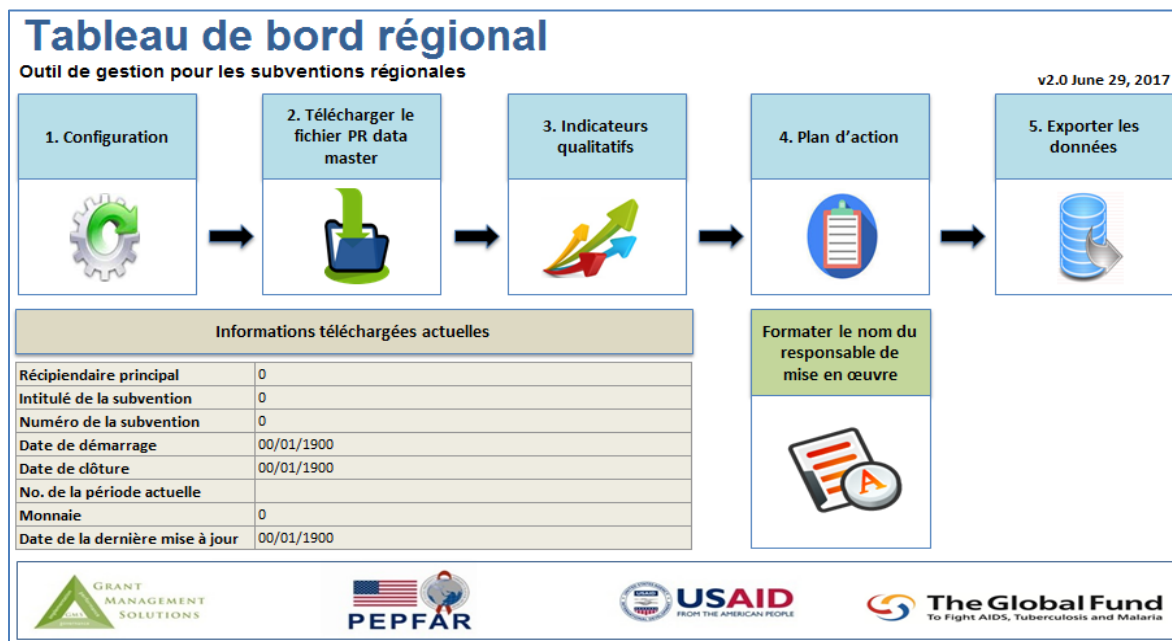 Tableau de bord régional
Outil de gestion pour les subventions régionales
v2.0 June 29, 2017
1. Configuration
2. Télécharger le
fichier PR data
master
3. Indicateurs
qualitatifs
4. Plan d’action
5. Exporter les
données
Informations téléchargées actuelles
Récipiendaire principal 0
Intitulé de la subvention 0
Numéro de la subvention 0
Date de démarrage 00/01/1900
Date de clôture 00/01/1900
No. de la période actuelle
Monnaie 0
Date de la dernière mise à jour 00/01/1900
Formater le nom du
responsable de
mise en œuvre
A
GRANT
MANAGEMENT
SOLUTIONS
PEPFAR
USAID
FROM THE AMERICAN PEOPLE
The Global Fund
To Fight AIDS, Tuberculosis and Malaria